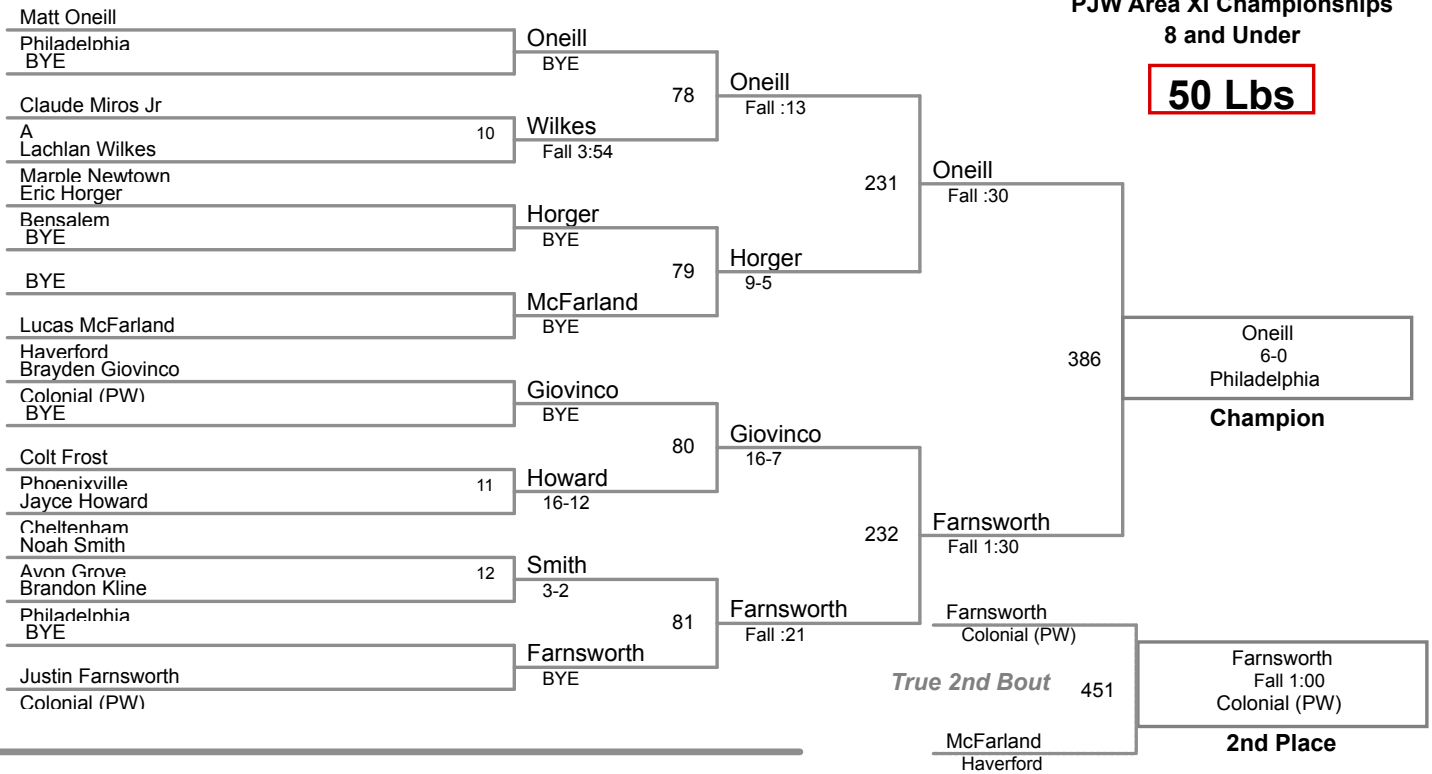 PJW Area XI Championships
8 and Under
50 Lbs
Matt Oneill
Philadelphia
BYE
Claude Miros Jr
A
Lachlan Wilkes
Marple Newtown
Eric Horger
Bensalem
BYE
BYE
Lucas McFarland
Haverford
Brayden Giovinco
Colonial (PW)
BYE
Colt Frost
Phoenixville
Jayce Howard
Cheltenham
Noah Smith
Avon Grove
Brandon Kline
Philadelphia
BYE
Justin Farnsworth
Colonial (PW)
10
11
12
Oneill
BYE
Wilkes
Fall 3:54
Horger
BYE
McFarland
BYE
Giovinco
BYE
Howard
16-12
Smith
3-2
Farnsworth
BYE
78
79
80
81
Oneill
Fall :13
Horger
9-5
Giovinco
16-7
Farnsworth
Fall :21
231
232
Oneill
Fall :30
Farnsworth
Fall 1:30
386
Oneill
6-0
Philadelphia
Champion
Farnsworth
Colonial (PW)
True 2nd Bout
451
McFarland
Haverford
Farnsworth
Fall 1:00
Colonial (PW)
2nd Place